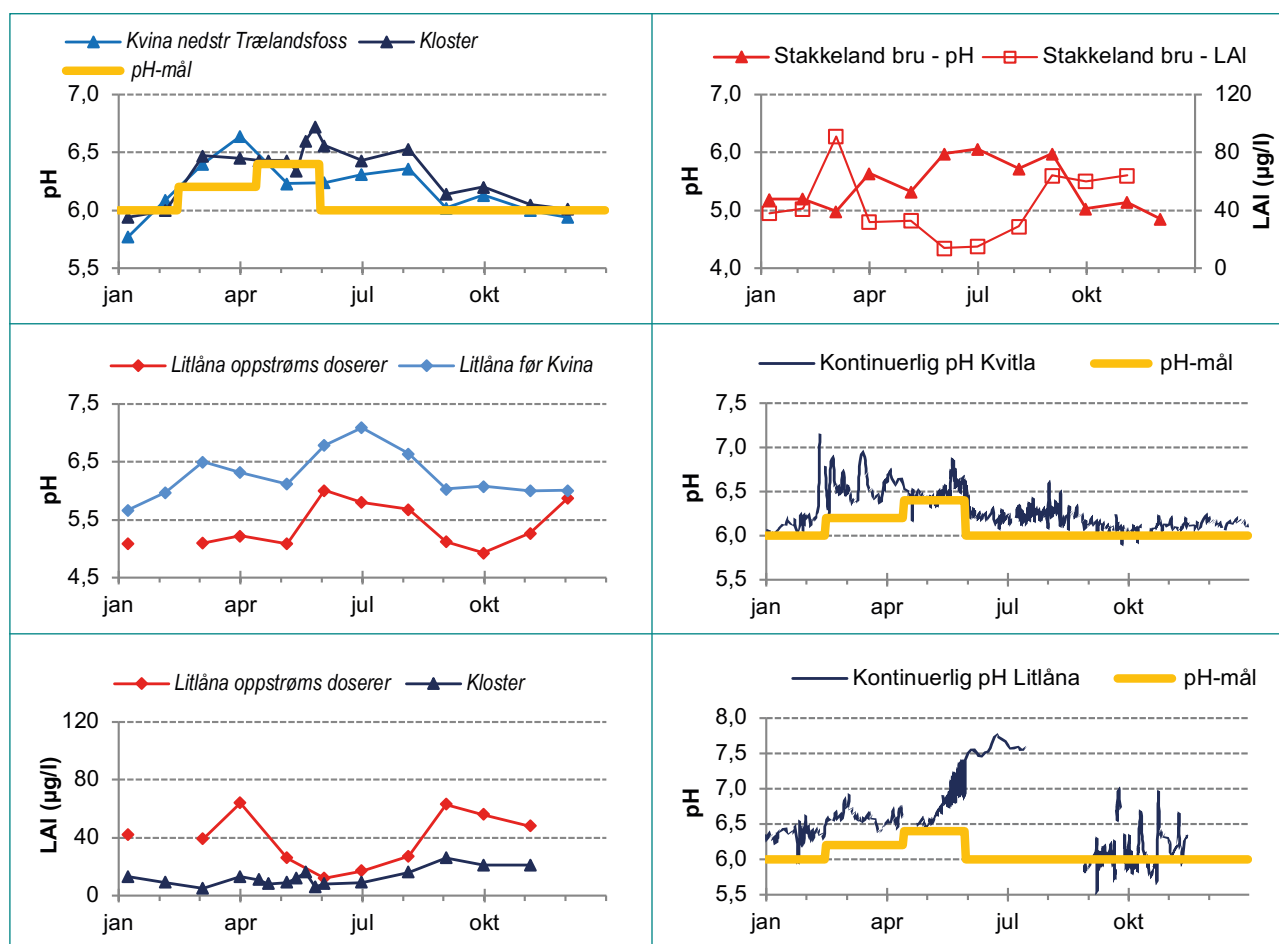 Kvina nedstr Trælandsfoss Kloster
pH-mål
7,0
6,5
6,0
5,5
pH
jan apr jul okt
Stakkeland bru - pH Stakkeland bru - LAl
7,0 120
6,0 80
5,0 40
4,0 0
pH
LAl (µg/l)
jan apr jul okt
Litlåna oppstrøms doserer Litlåna før Kvina
7,5
6,5
5,5
4,5
pH
jan apr jul okt
Kontinuerlig pH Kvitla pH-mål
7,5
7,0
6,5
6,0
5,5
pH
jan apr jul okt
Litlåna oppstrøms doserer Kloster
120
80
40
0
LAl (µg/l)
jan apr jul okt
Kontinuerlig pH Litlåna pH-mål
8,0
7,5
7,0
6,5
6,0
5,5
pH
jan apr jul okt